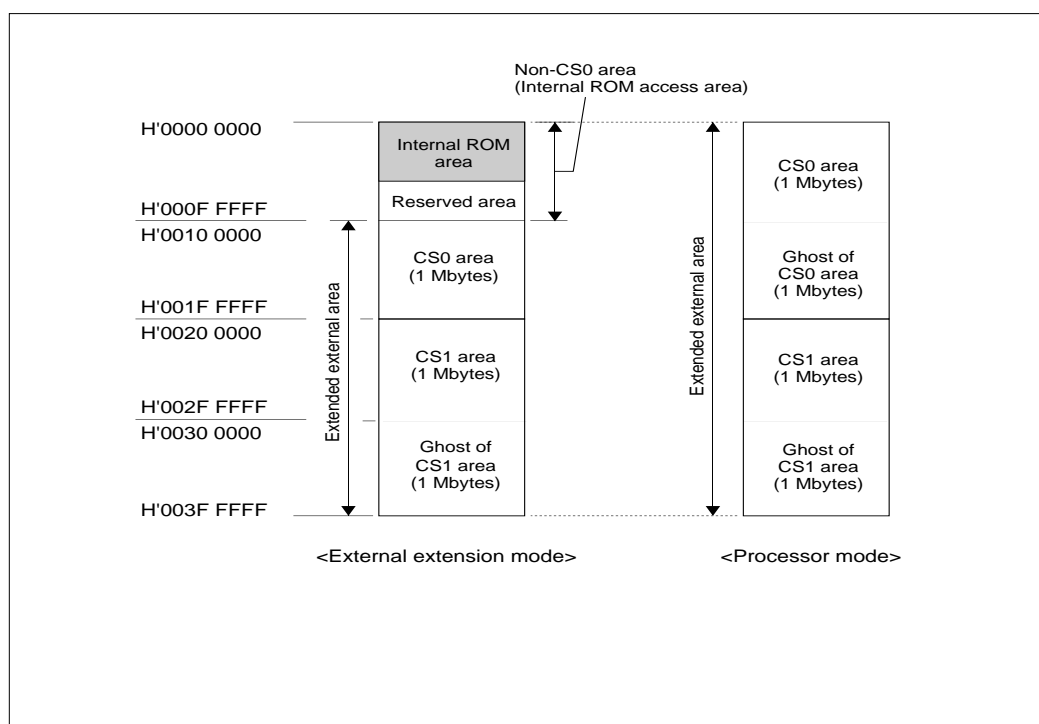 Non-CS0 area
(Internal ROM access area)
H'0000 0000
Internal ROM
area
Reserved area
H'000F FFFF
H'0010 0000
CS0 area
(1 Mbytes)
H'001F FFFF
H'0020 0000
CS1 area
(1 Mbytes)
H'002F FFFF
H'0030 0000
Ghost of
CS1 area
(1 Mbytes)
H'003F FFFF
Extended external area
<External extension mode>
Extended external area
CS0 area
(1 Mbytes)
Ghost of
CS0 area
(1 Mbytes)
CS1 area
(1 Mbytes)
Ghost of
CS1 area
(1 Mbytes)
<Processor mode>